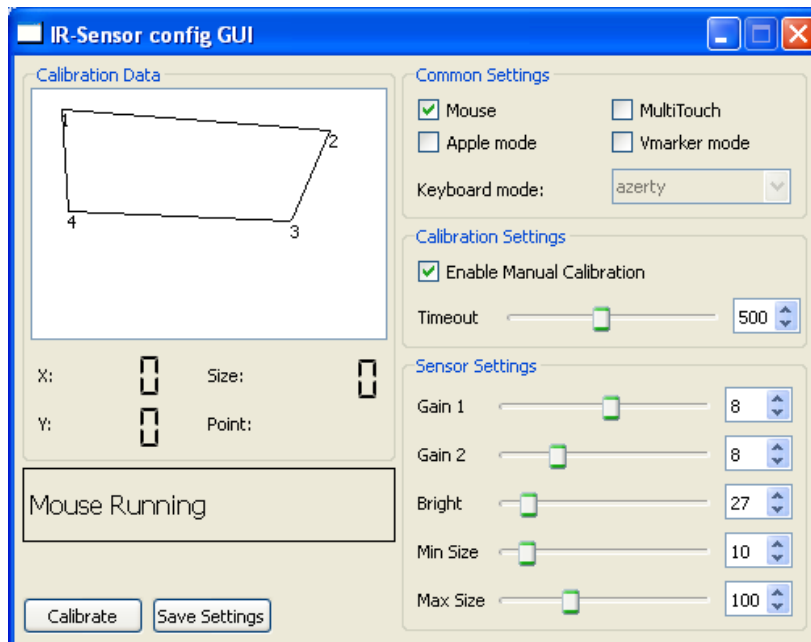 IR-Sensor config GUI
Calibration Data
1
2
4
3
X: 0 Size: 0
Y: 0 Point:
Mouse Running
Calibrate Save Settings
Common Settings
Mouse MultiTouch
Apple mode Vmarker mode
Keyboard mode: azerty
Calibration Settings
Enable Manual Calibration
Timeout 500
Sensor Settings
Gain 1 8
Gain 2 8
Bright 27
Min Size 10
Max Size 100